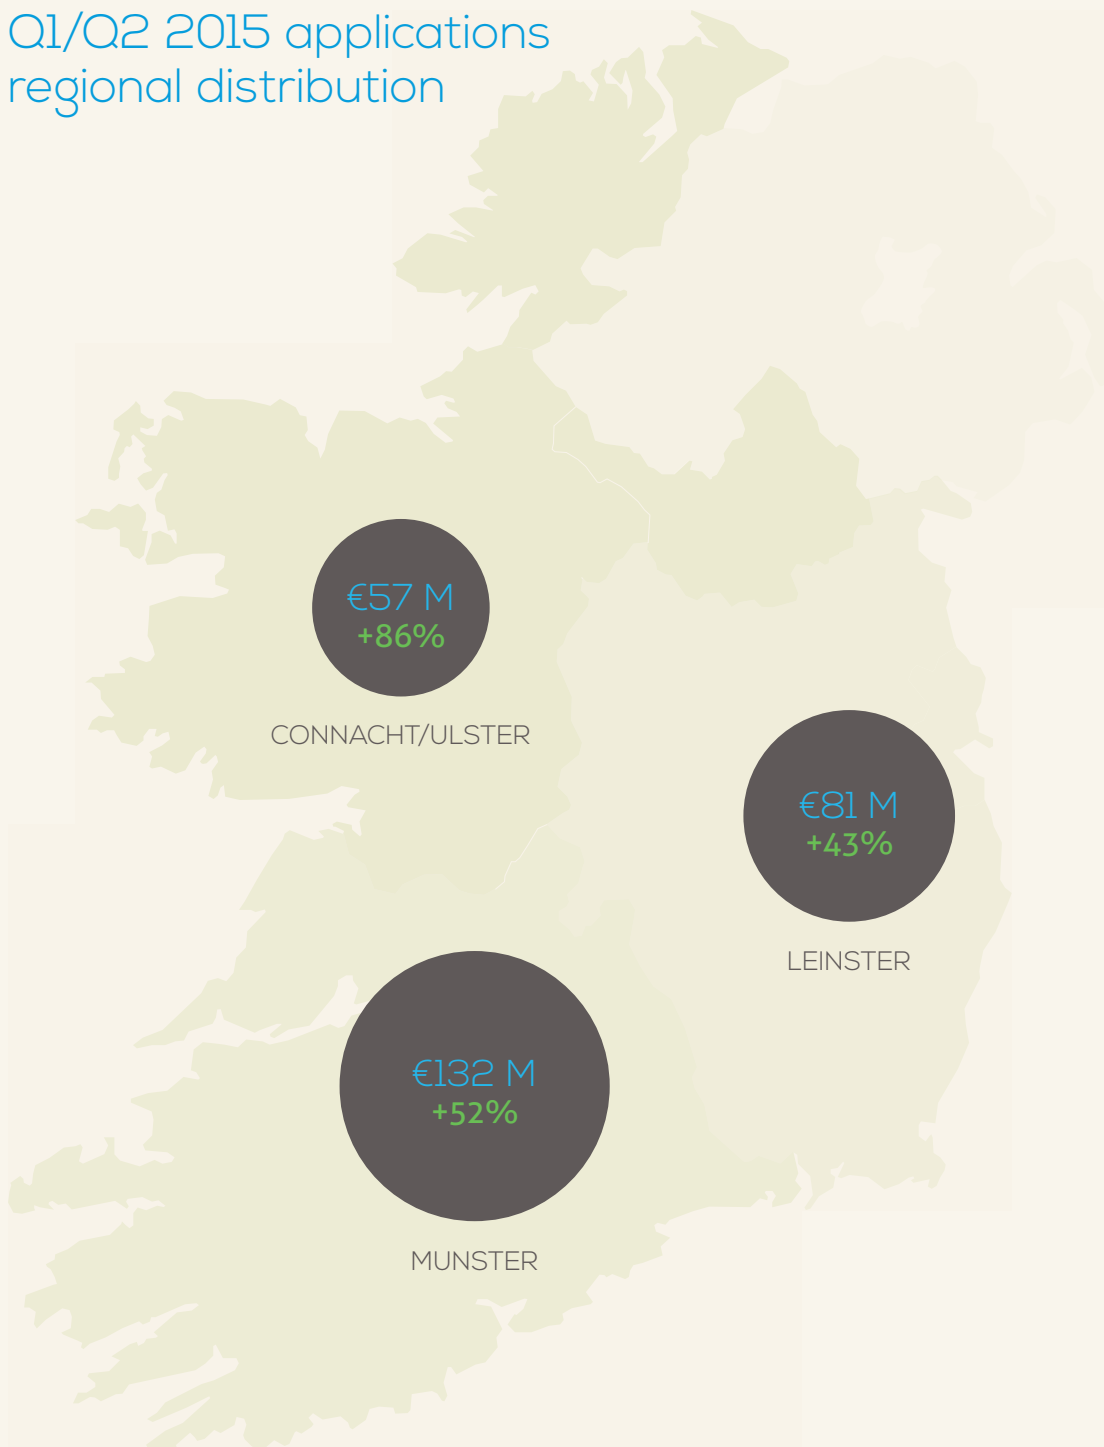 Q1/Q2 2015 applications
regional distribution
€57 M
+86%
CONNACHT/ULSTER
€81 M
+43%
LEINSTER
€132 M
+52%
MUNSTER